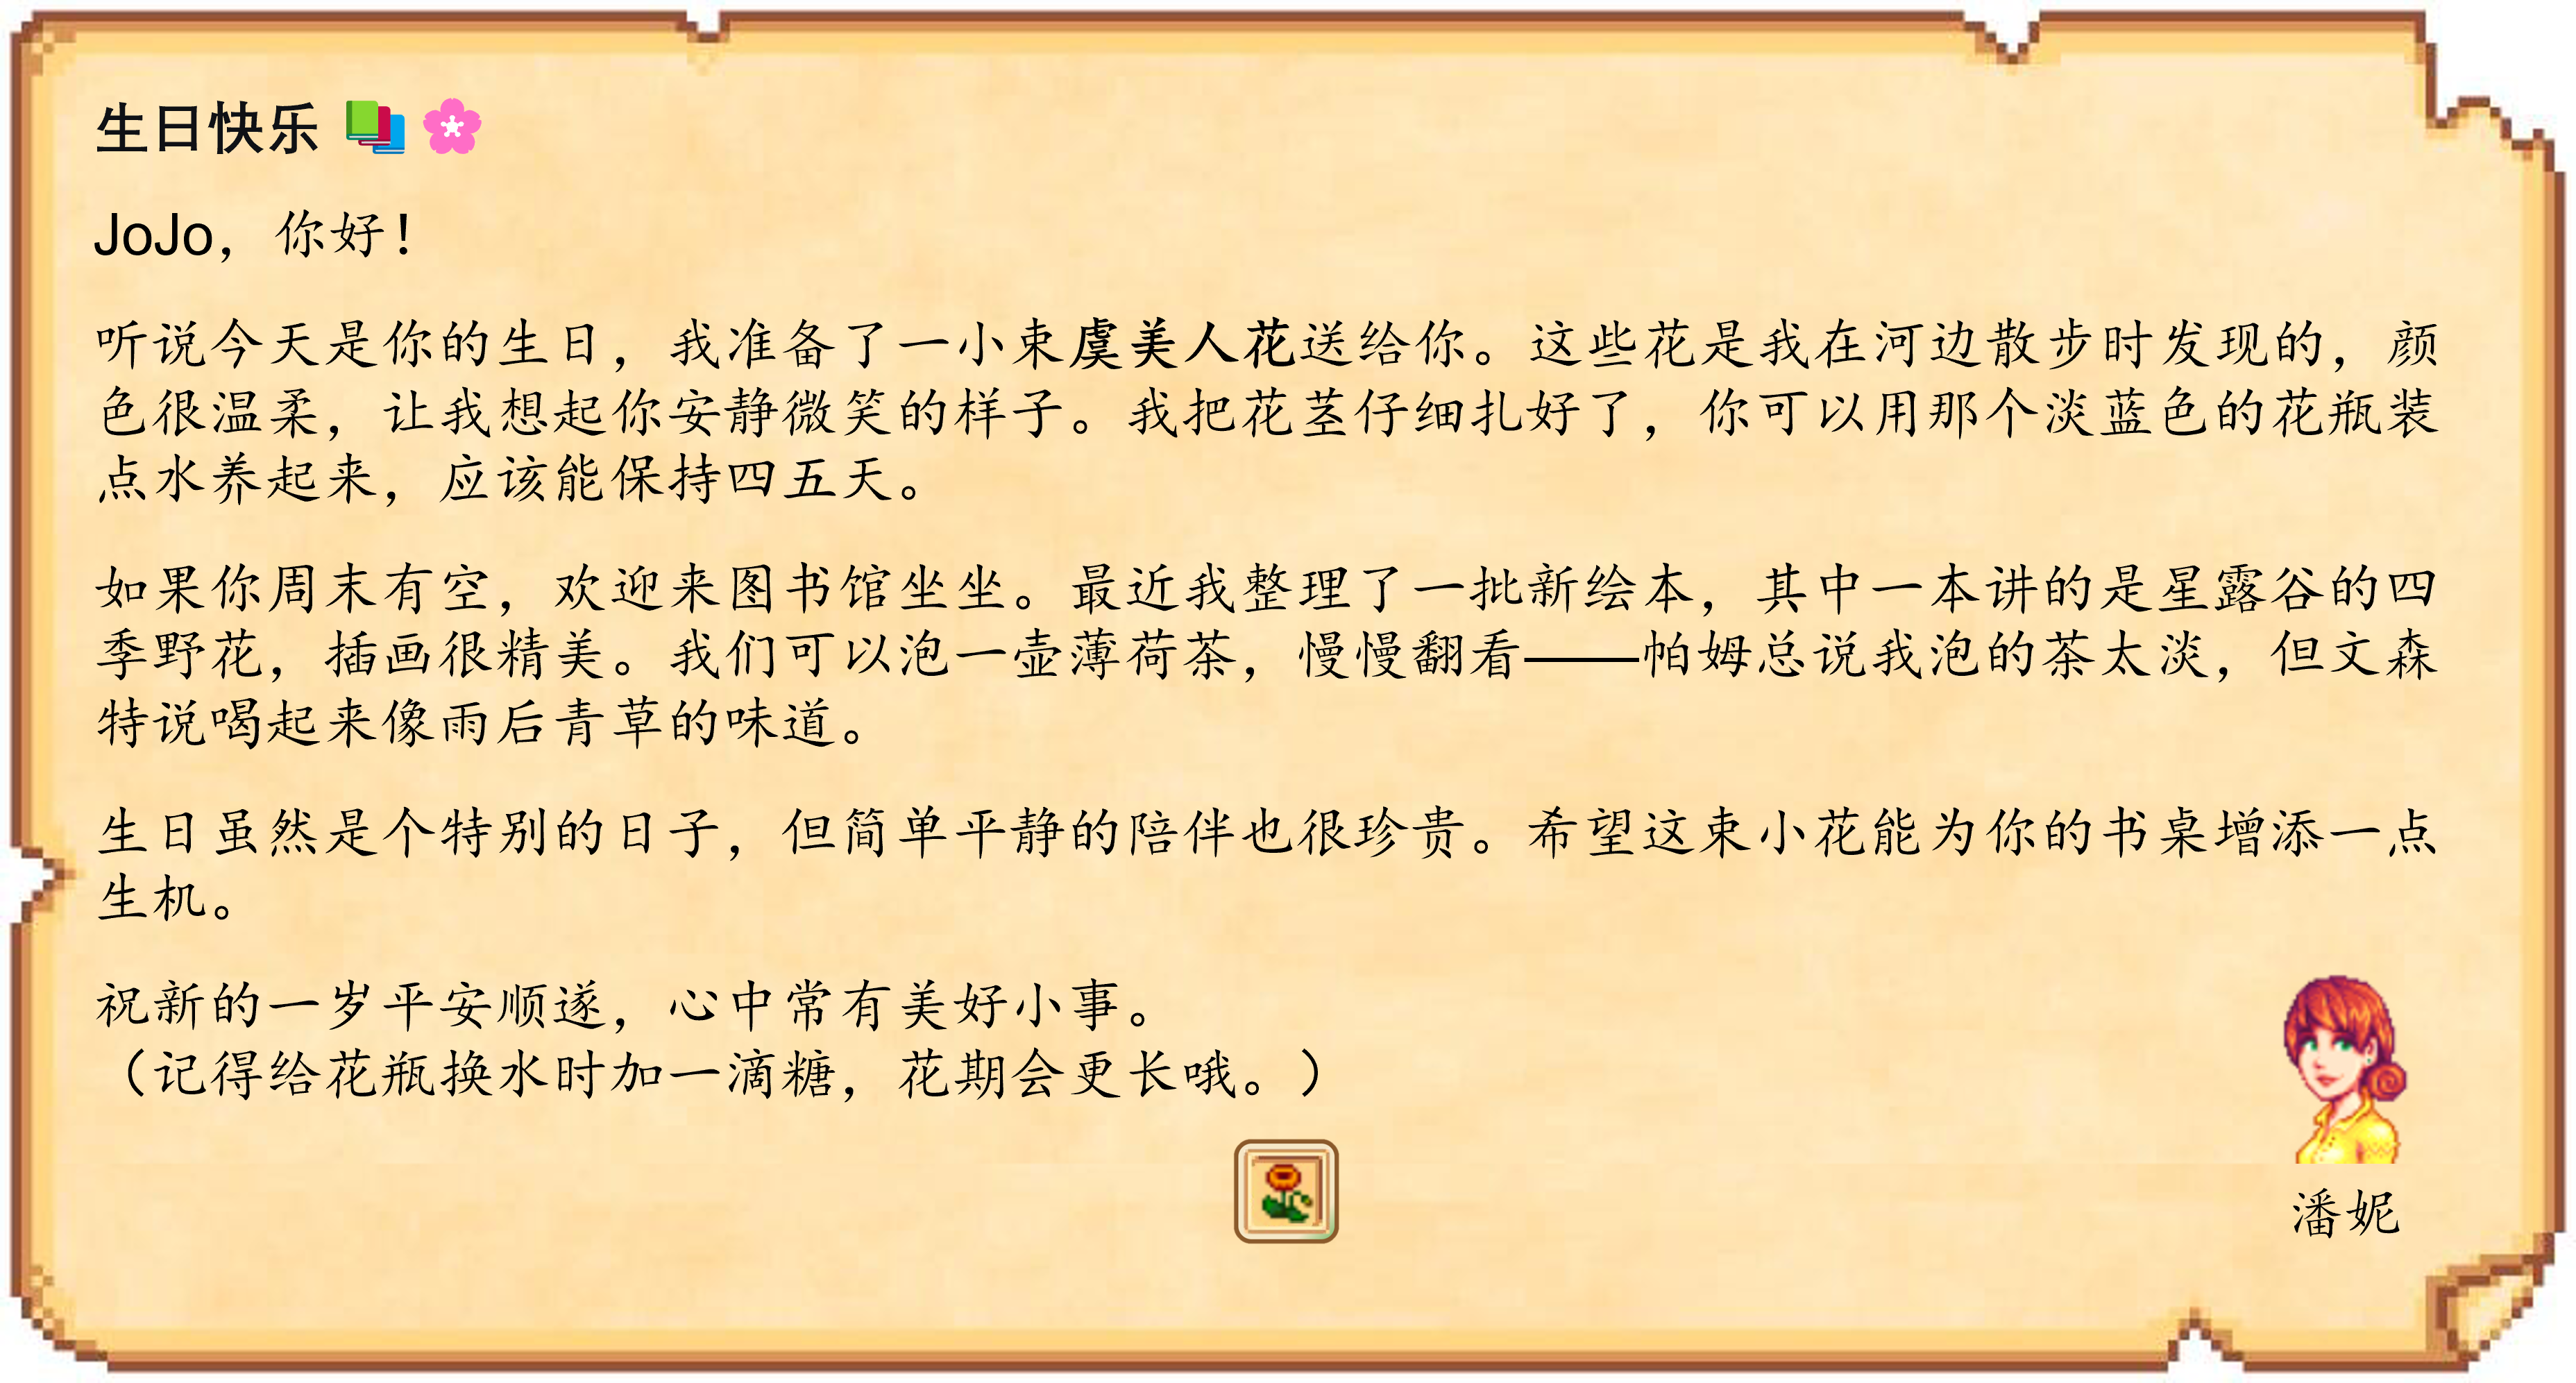 生日快乐 📚🌸
JoJo，你好！
听说今天是你的生日，我准备了一小束虞美人花送给你。这些花是我在河边散步时发现的，颜
色很温柔，让我想起你安静微笑的样子。我把花茎仔细扎好了，你可以用那个淡蓝色的花瓶装
点水养起来，应该能保持四五天。
如果你周末有空，欢迎来图书馆坐坐。最近我整理了一批新绘本，其中一本讲的是星露谷的四
季野花，插画很精美。我们可以泡一壶薄荷茶，慢慢翻看——帕姆总说我泡的茶太淡，但文森
特说喝起来像雨后青草的味道。
生日虽然是个特别的日子，但简单平静的陪伴也很珍贵。希望这束小花能为你的书桌增添一点
生机。
祝新的一岁平安顺遂，心中常有美好小事。
（记得给花瓶换水时加一滴糖，花期会更长哦。）
潘妮